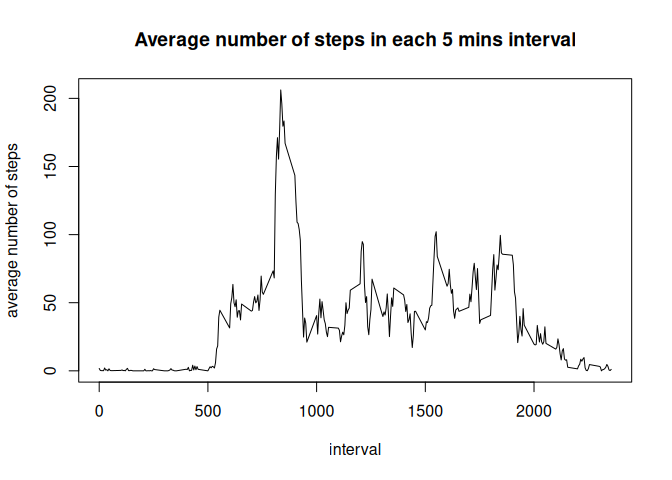 Average number of steps in each 5 mins interval
average number of steps
200
150
100
50
0
0 500 1000 1500 2000
interval